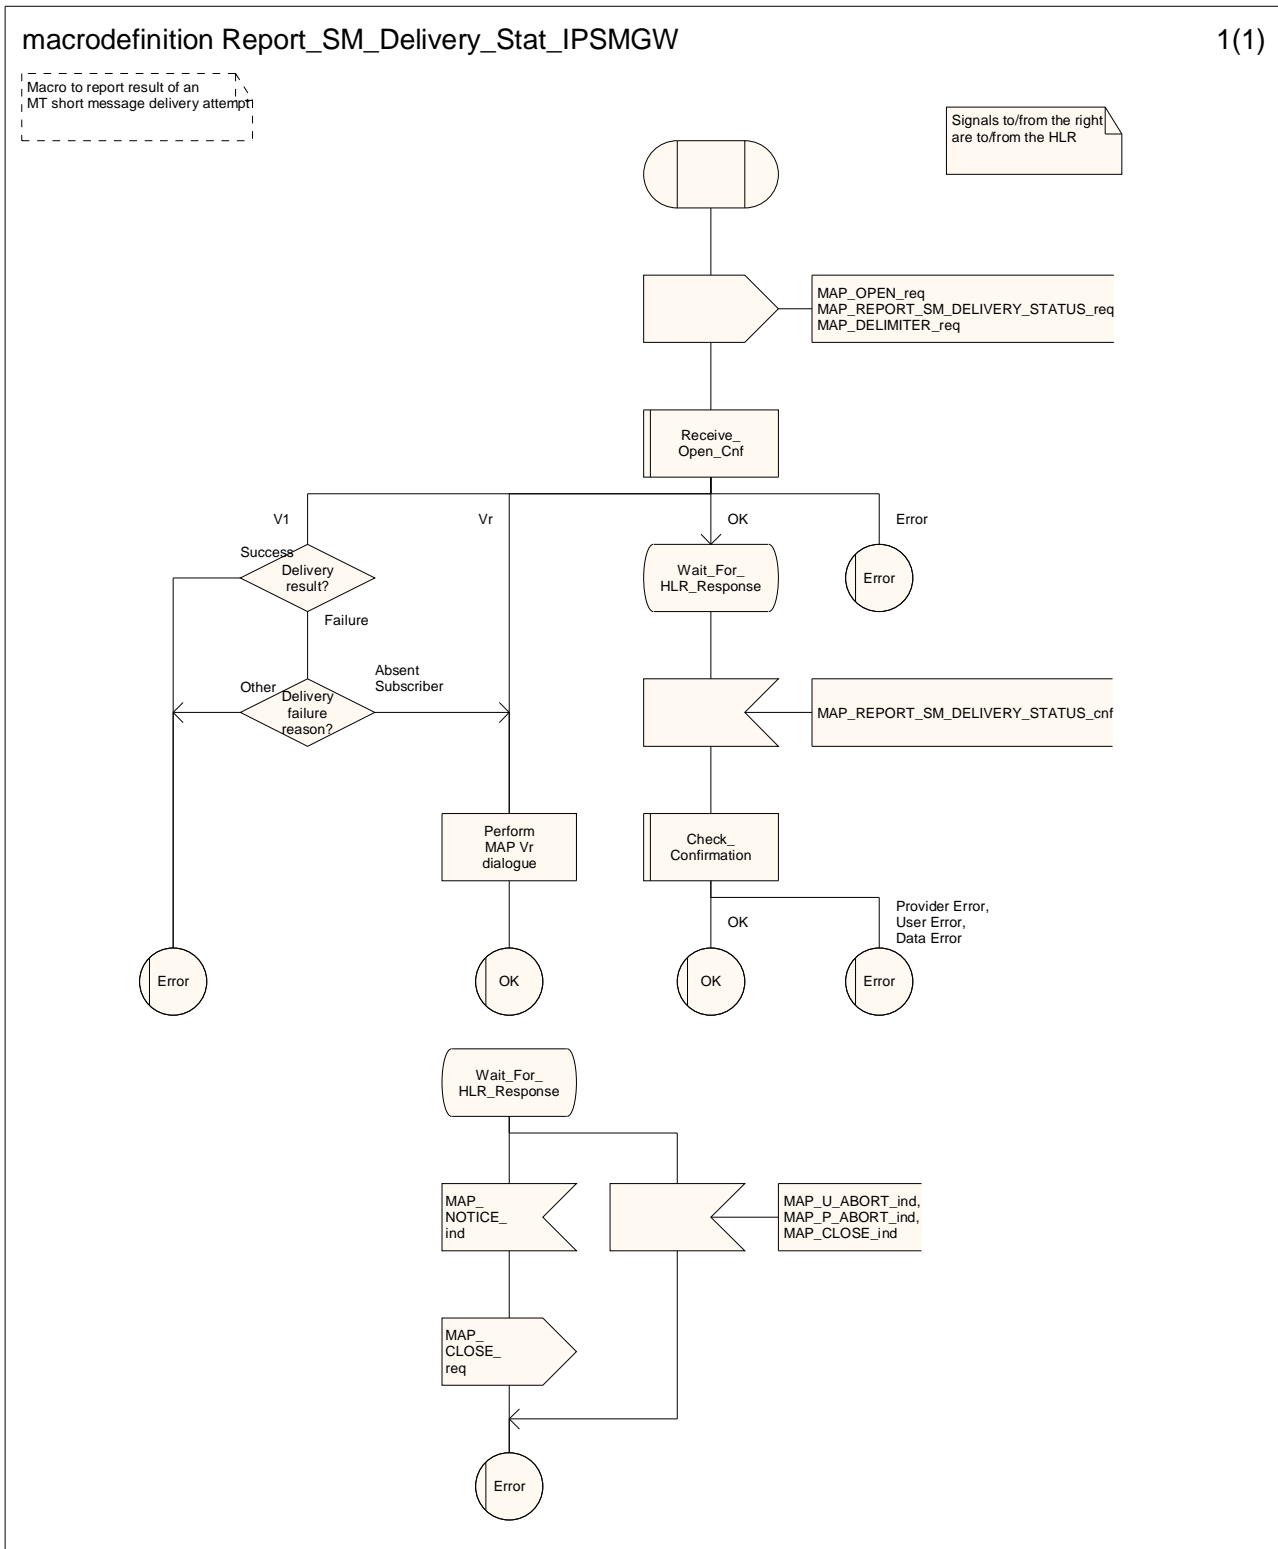 macrodefinition Report_SM_Delivery_Stat_IPSMGW
1(1)
Macro to report result of an
MT short message delivery attempt
Signals to/from the right
are to/from the HLR
MAP_OPEN_req
MAP_REPORT_SM_DELIVERY_STATUS_req
MAP_DELIMITER_req
Receive_
Open_Cnf
V1
Vr
OK
Error
Success
Delivery
result?
Wait_For_
HLR_Response
Error
Failure
Absent
Subscriber
Other
Delivery
failure
reason?
MAP_REPORT_SM_DELIVERY_STATUS_cnf
Perform
MAP Vr
dialogue
Check_
Confirmation
OK
Provider Error,
User Error,
Data Error
Error
OK
OK
Error
Wait_For_
HLR_Response
MAP_
NOTICE_
ind
MAP_U_ABORT_ind,
MAP_P_ABORT_ind,
MAP_CLOSE_ind
MAP_
CLOSE_
req
Error